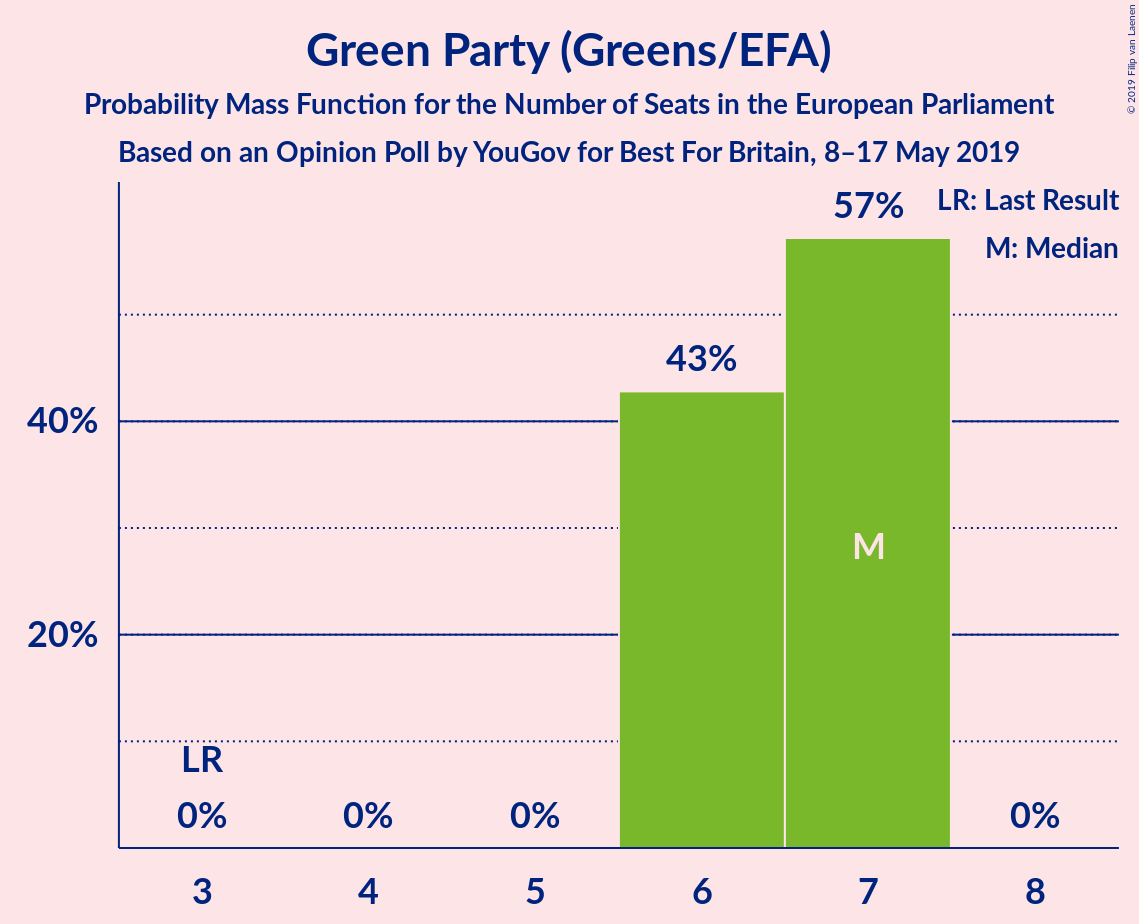 Green Party (Greens/EFA)
Probability Mass Function for the Number of Seats in the European Parliament
Based on an Opinion Poll by YouGov for Best For Britain, 8–17 May 2019
© 2019 Filip van Laenen
LR: Last Result
M: Median
57%
43%
40%
20%
M
LR
0%
0%
0%
0%
3
4
5
6
7
8